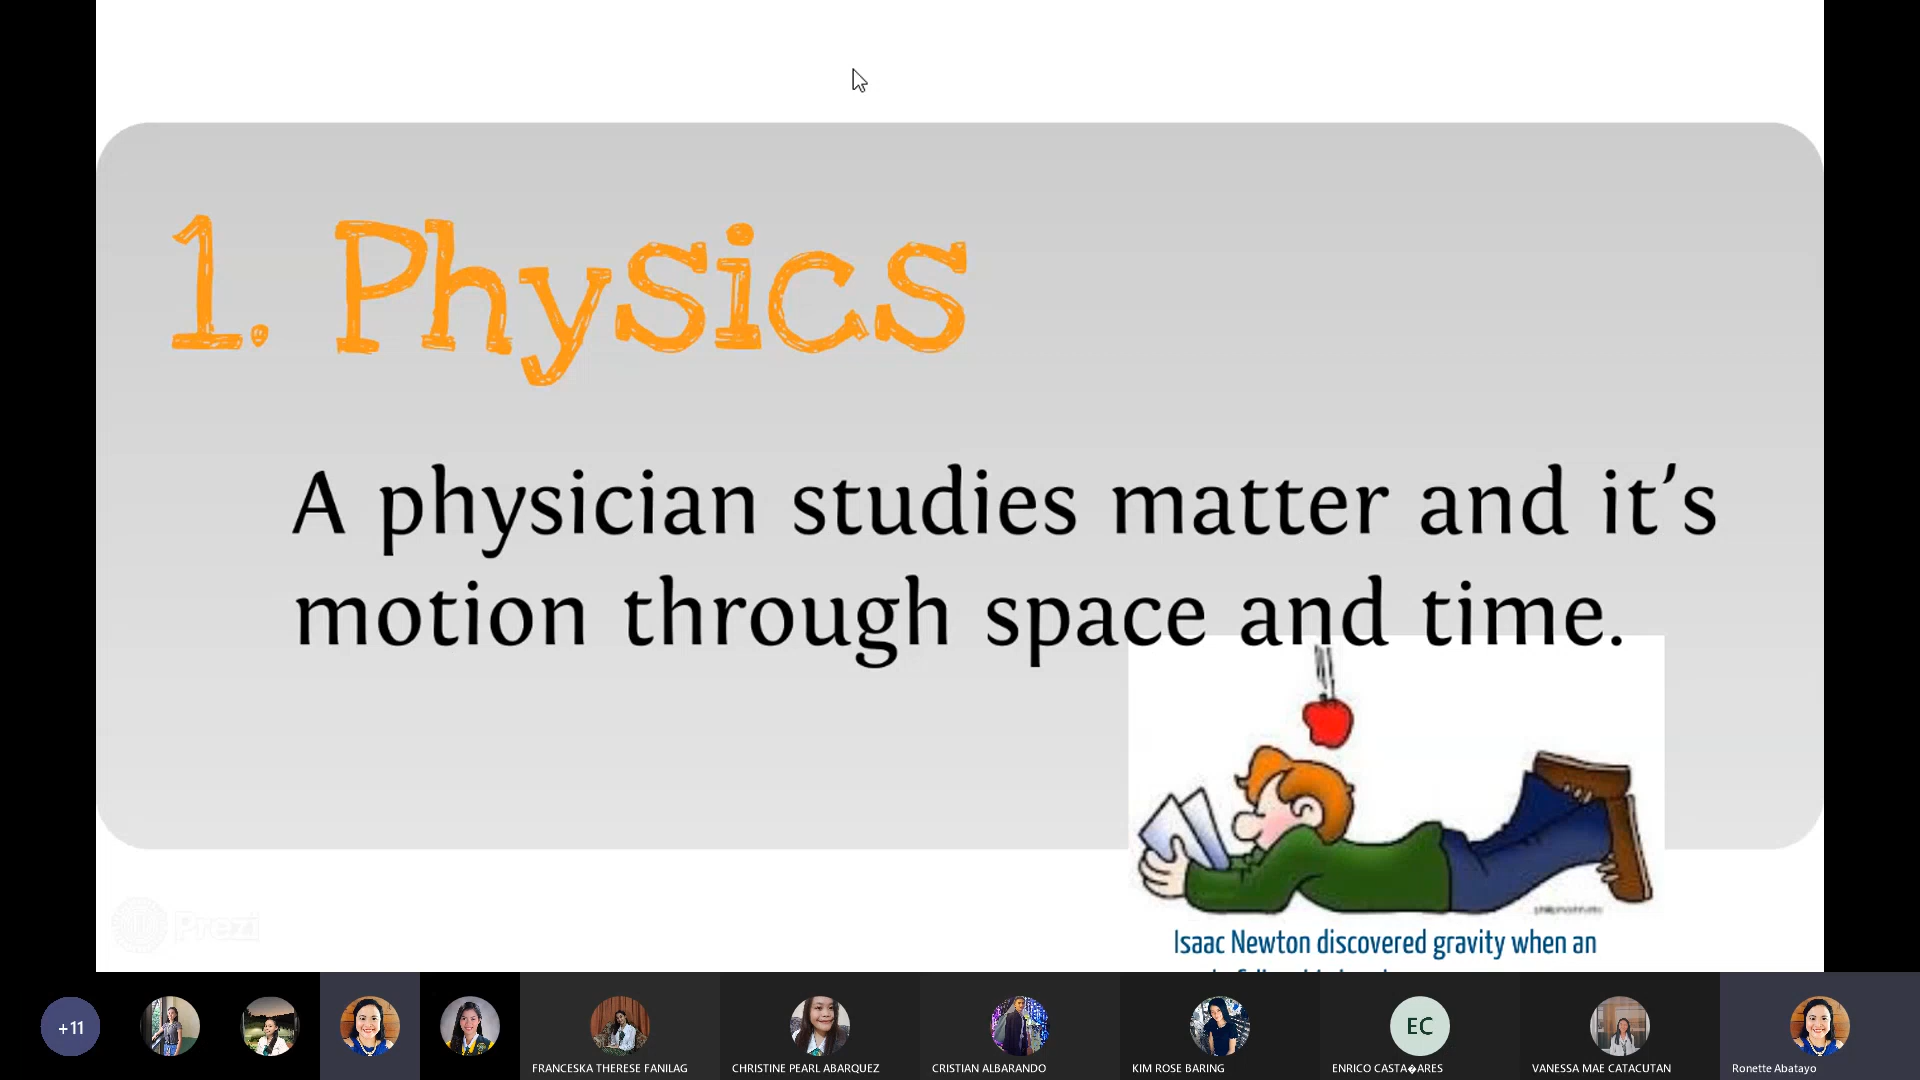 1. Physics
A physician studies matter and it's
motion through space and time.
Isaac Newton discovered gravity when an
Prezi
+11
FRANCESKA THERESE FANILAG
CHRISTINE PEARL ABARQUEZ
CRISTIAN ALBARANDO
KIM ROSE BARING
EC
ENRICO CASTA�ARES
VANESSA MAE CATACUTAN
Ronette Abatayo